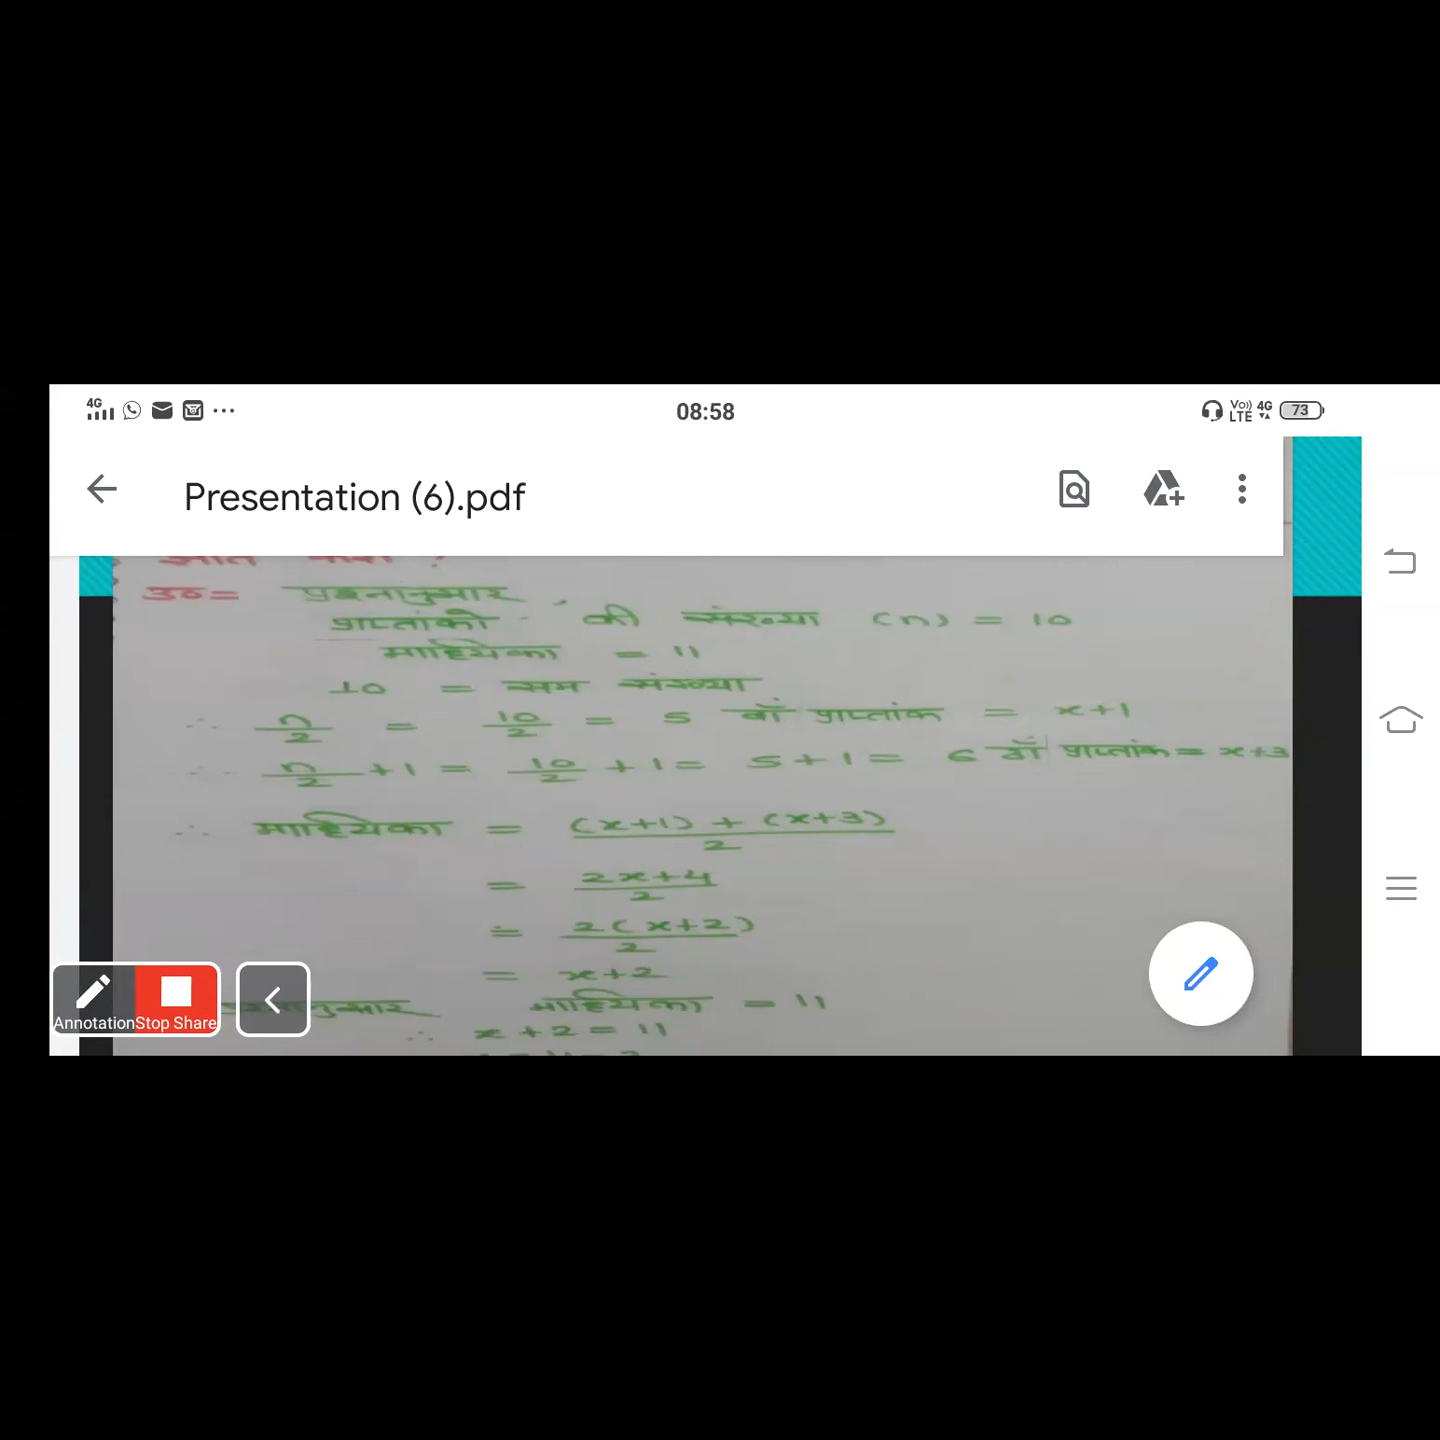 4G ...
08:58
Vo)) LTE 4G 73
Presentation (6).pdf
ज्ञात करो ?
उ०= प्रश्नानुसार,
प्राप्तांको की संख्या (n) = 10
माध्यिका = 11
10 = सम संख्या
∴ n/2 = 10/2 = 5 वाँ प्राप्तांक = x+1
∴ n/2 +1 = 10/2 +1 = 5+1 = 6 वाँ प्राप्तांक = x+3
∴ माध्यिका = (x+1) + (x+3) / 2
= 2x+4 / 2
= 2(x+2) / 2
= x+2
प्रश्नानुसार माध्यिका = 11
∴ x+2 = 11
Annotation Stop Share